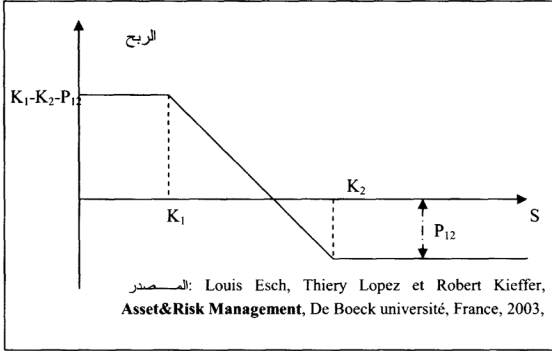 الربح
K₁-K₂-P₁₂
K₂
K₁
S
P₁₂
المـــصدر: Louis Esch, Thiery Lopez et Robert Kieffer,
Asset&Risk Management, De Boeck université, France, 2003,